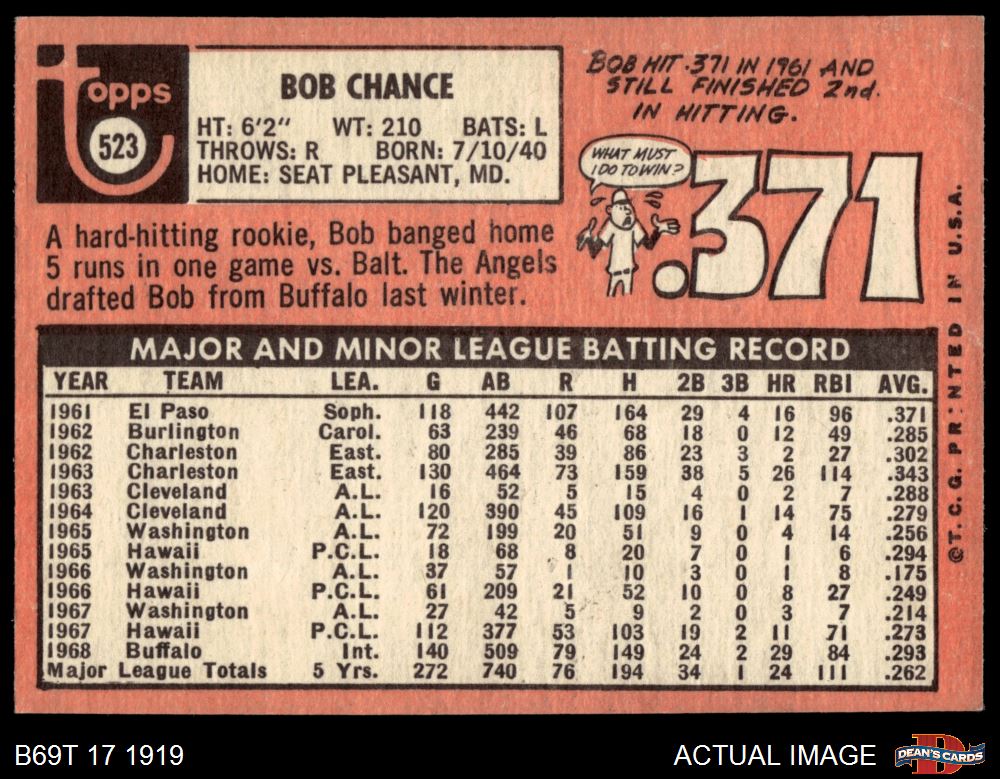 topps
523
BOB CHANCE
HT: 6'2" WT: 210 BATS: L
THROWS: R BORN: 7/10/40
HOME: SEAT PLEASANT, MD.
A hard-hitting rookie, Bob banged home
5 runs in one game vs. Balt. The Angels
drafted Bob from Buffalo last winter.
BOB HIT .371 IN 1961 AND
STILL FINISHED 2nd.
IN HITTING.
WHAT MUST
I DO TO WIN?
.371
MAJOR AND MINOR LEAGUE BATTING RECORD
YEAR TEAM LEA. G AB R H 2B 3B HR RBI AVG.
1961 El Paso Soph. 118 442 107 164 29 4 16 96 .371
1962 Burlington Carol. 63 239 46 68 18 0 12 49 .285
1962 Charleston East. 80 285 39 86 23 3 2 27 .302
1963 Charleston East. 130 464 73 159 38 5 26 114 .343
1963 Cleveland A.L. 16 52 5 15 4 0 2 7 .288
1964 Cleveland A.L. 120 390 45 109 16 1 14 75 .279
1965 Washington A.L. 72 199 20 51 9 0 4 14 .256
1965 Hawaii P.C.L. 18 68 8 20 7 0 1 6 .294
1966 Washington A.L. 37 57 1 10 3 0 1 8 .175
1966 Hawaii P.C.L. 61 209 21 52 10 0 8 27 .249
1967 Washington A.L. 27 42 5 9 2 0 3 7 .214
1967 Hawaii P.C.L. 112 377 53 103 19 2 11 71 .273
1968 Buffalo Int. 140 509 79 149 24 2 29 84 .293
Major League Totals 5 Yrs. 272 740 76 194 34 1 24 111 .262
©T. C. G. PRINTED IN U.S.A.
B69T 17 1919
ACTUAL IMAGE
DEAN'S CARDS